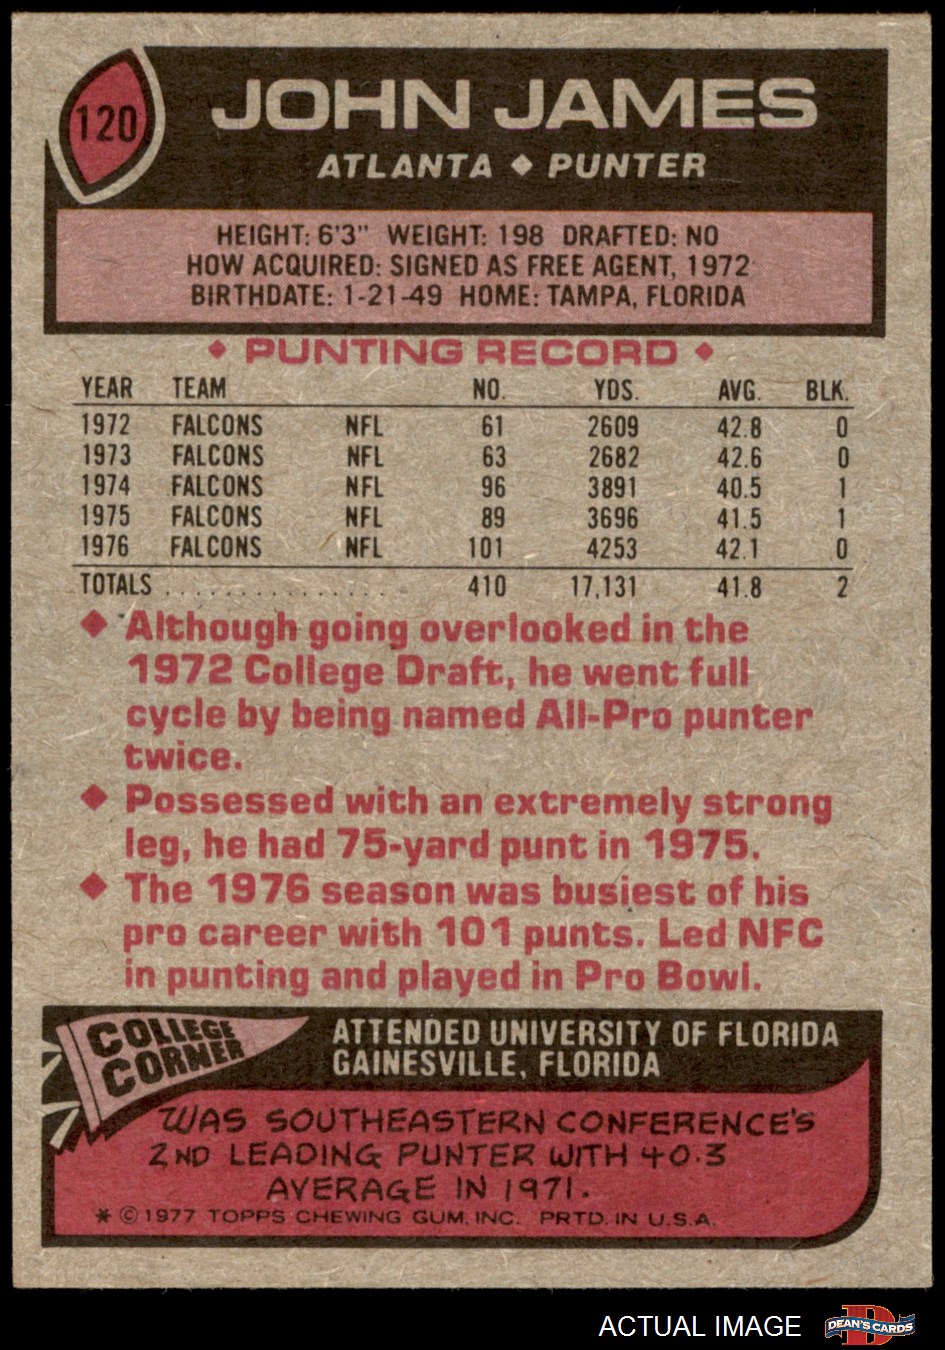 120
JOHN JAMES
ATLANTA ◆ PUNTER
HEIGHT: 6'3" WEIGHT: 198 DRAFTED: NO
HOW ACQUIRED: SIGNED AS FREE AGENT, 1972
BIRTHDATE: 1-21-49 HOME: TAMPA, FLORIDA
◆ PUNTING RECORD ◆
YEAR TEAM NO. YDS. AVG. BLK.
1972 FALCONS NFL 61 2609 42.8 0
1973 FALCONS NFL 63 2682 42.6 0
1974 FALCONS NFL 96 3891 40.5 1
1975 FALCONS NFL 89 3696 41.5 1
1976 FALCONS NFL 101 4253 42.1 0
TOTALS . . . . . . . . . . . . . . . . . 410 17,131 41.8 2
◆ Although going overlooked in the
1972 College Draft, he went full
cycle by being named All-Pro punter
twice.
◆ Possessed with an extremely strong
leg, he had 75-yard punt in 1975.
◆ The 1976 season was busiest of his
pro career with 101 punts. Led NFC
in punting and played in Pro Bowl.
COLLEGE
CORNER
ATTENDED UNIVERSITY OF FLORIDA
GAINESVILLE, FLORIDA
WAS SOUTHEASTERN CONFERENCE'S
2ND LEADING PUNTER WITH 40.3
AVERAGE IN 1971.
* © 1977 TOPPS CHEWING GUM, INC. PRTD. IN U.S.A.
ACTUAL IMAGE
D
DEAN'S CARDS